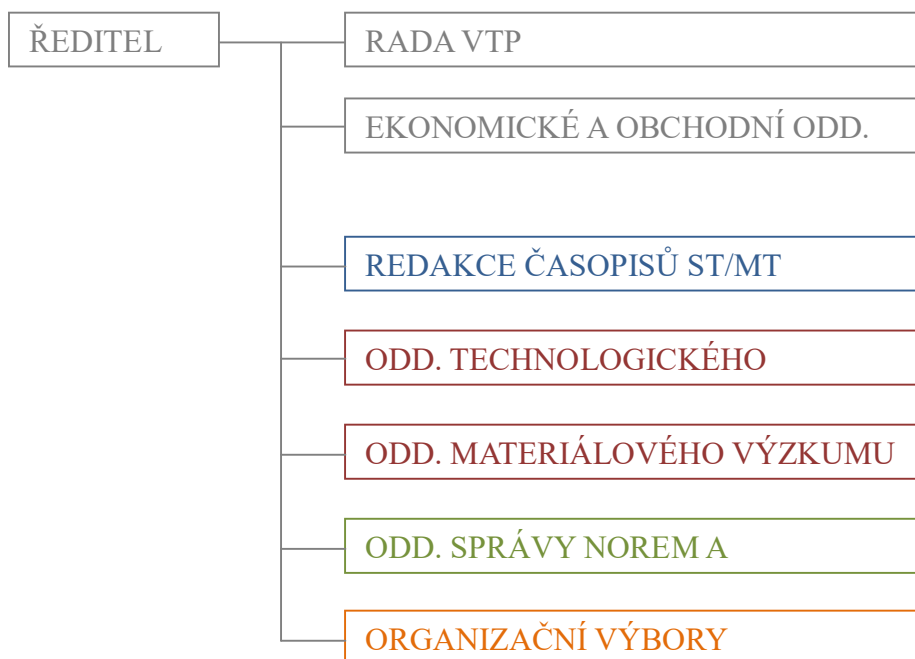 ŘEDITEL
RADA VTP
EKONOMICKÉ A OBCHODNÍ ODD.
REDAKCE ČASOPISŮ ST/MT
ODD. TECHNOLOGICKÉHO
ODD. MATERIÁLOVÉHO VÝZKUMU
ODD. SPRÁVY NOREM A
ORGANIZAČNÍ VÝBORY